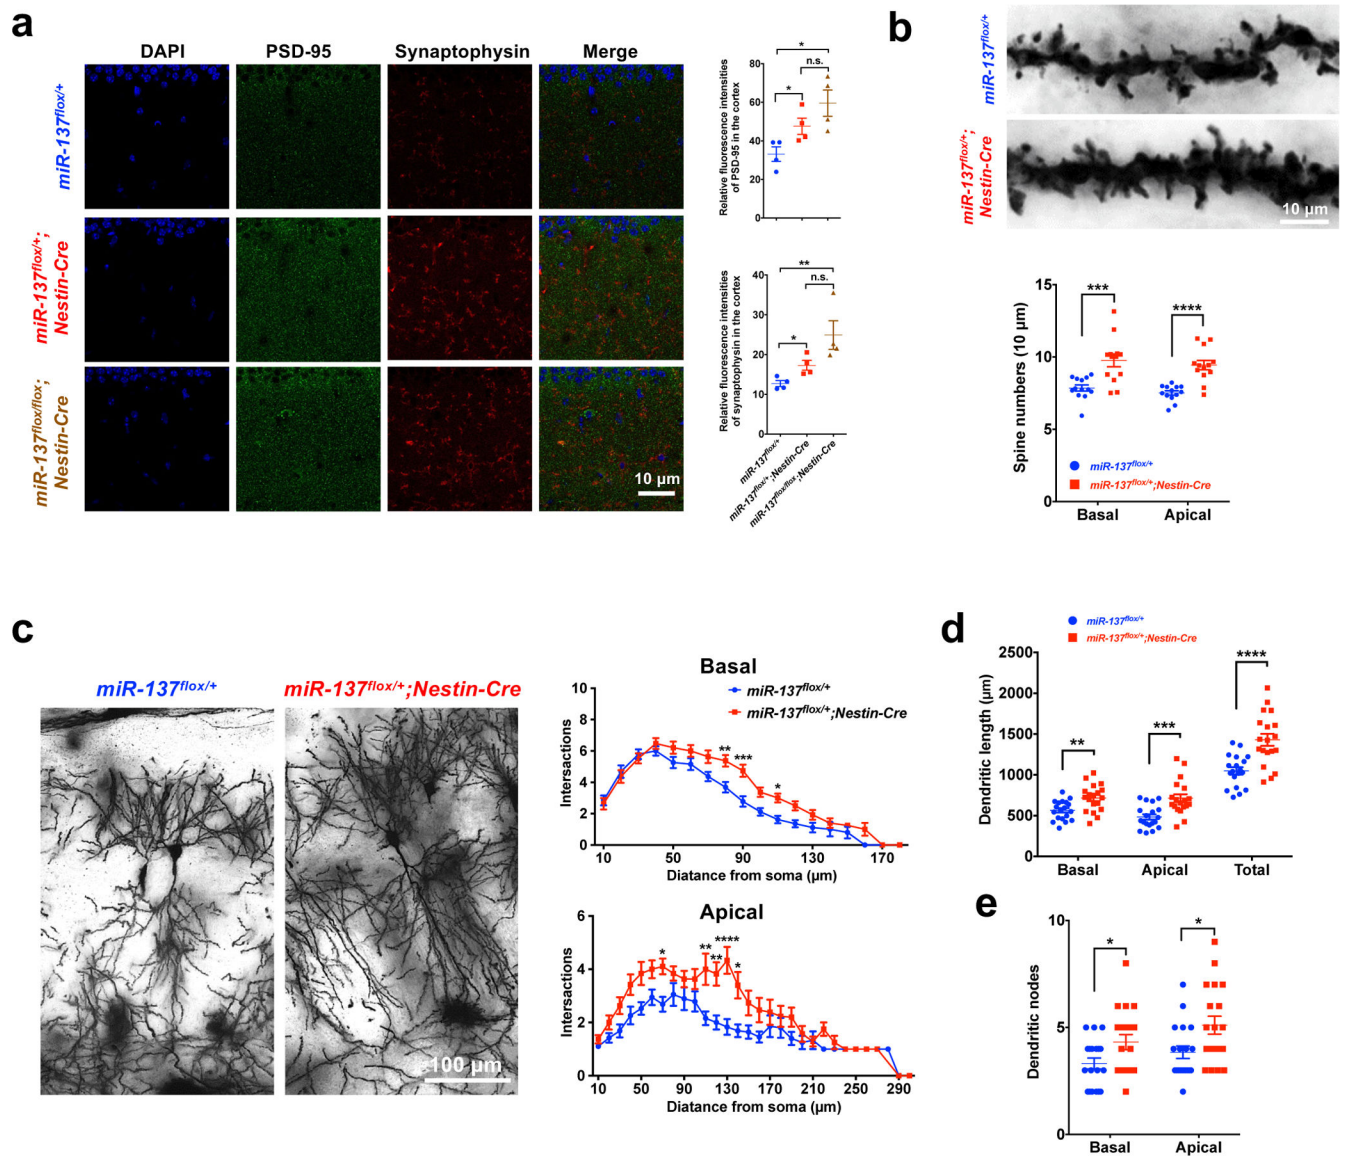 a
DAPI PSD-95 Synaptophysin Merge
miR-137flox/+
miR-137flox/+;
Nestin-Cre
miR-137flox/flox;
Nestin-Cre
10 µm
Relative fluorescence intensities
of PSD-95 in the cortex
80
60
40
20
0
*
n.s.
*
Relative fluorescence intensities
of synaptophysin in the cortex
40
30
20
10
0
**
n.s.
*
miR-137flox/+
miR-137flox/+;Nestin-Cre
miR-137flox/flox;Nestin-Cre
b
miR-137flox/+
miR-137flox/+;
Nestin-Cre
10 µm
Spine numbers (10 µm)
15
10
5
0
***
****
miR-137flox/+
miR-137flox/+;Nestin-Cre
Basal Apical
c
miR-137flox/+ miR-137flox/+;Nestin-Cre
100 µm
Basal
miR-137flox/+
miR-137flox/+;Nestin-Cre
Intersactions
10
8
6
4
2
0
**
***
*
10 50 90 130 170
Diatance from soma (µm)
Apical
Intersactions
6
4
2
0
*
**
**
****
*
10 50 90 130 170 210 250 290
Diatance from soma (µm)
d
miR-137flox/+
miR-137flox/+;Nestin-Cre
Dendritic length (µm)
2500
2000
1500
1000
500
0
**
***
****
Basal Apical Total
e
Dendritic nodes
10
5
0
*
*
Basal Apical